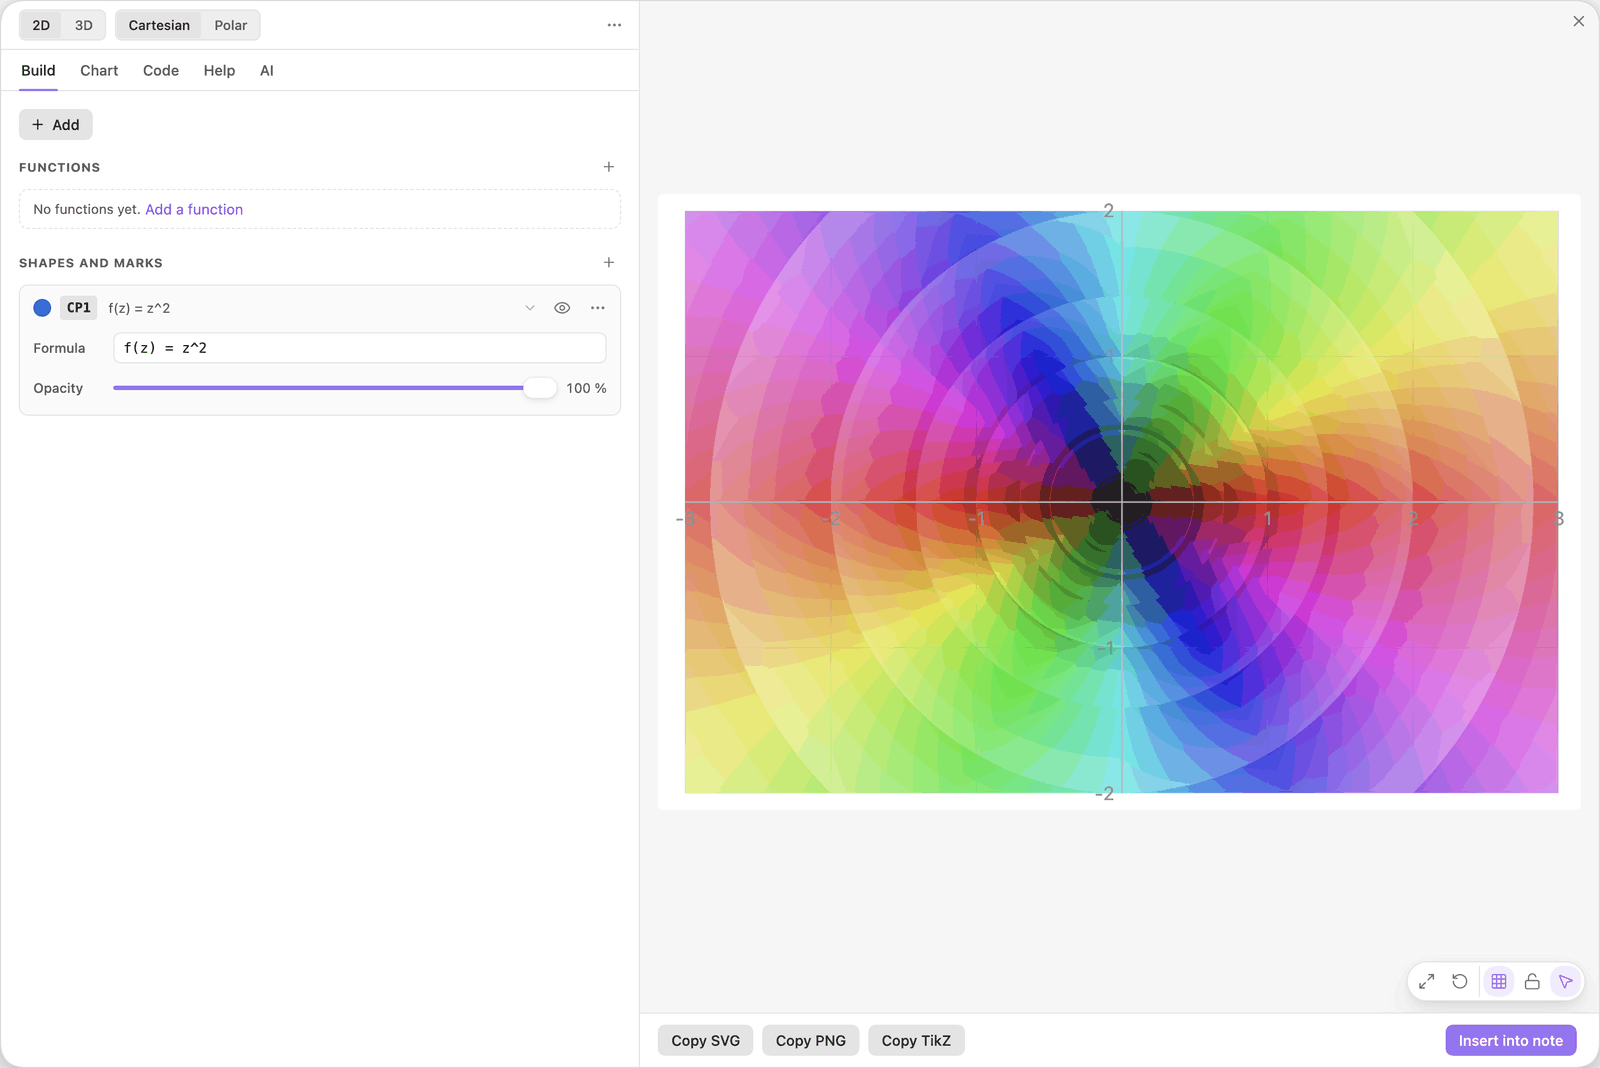 2D 3D Cartesian Polar
Build Chart Code Help AI
+ Add
FUNCTIONS
No functions yet. Add a function
SHAPES AND MARKS
CP1 f(z) = z^2
Formula f(z) = z^2
Opacity 100 %
2
1
-3 -2 -1 1 2 3
-1
-2
Copy SVG Copy PNG Copy TikZ Insert into note